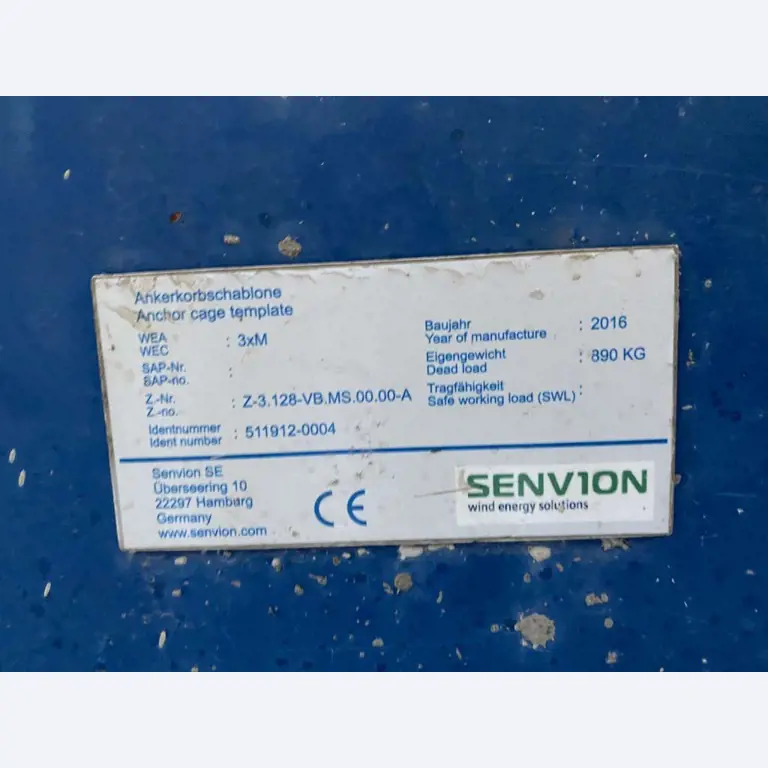 Ankerkorbschablone
Anchor cage template
WEA
WEC : 3xM
SAP-Nr.
SAP-no. :
Z.-Nr.
Z.-no. : Z-3.128-VB.MS.00.00-A
Identnummer
Ident number : 511912-0004
Baujahr
Year of manufacture : 2016
Eigengewicht
Dead load : 890 KG
Tragfähigkeit
Safe working load (SWL) :
Senvion SE
Überseering 10
22297 Hamburg
Germany
www.senvion.com
CE
SENVION
wind energy solutions